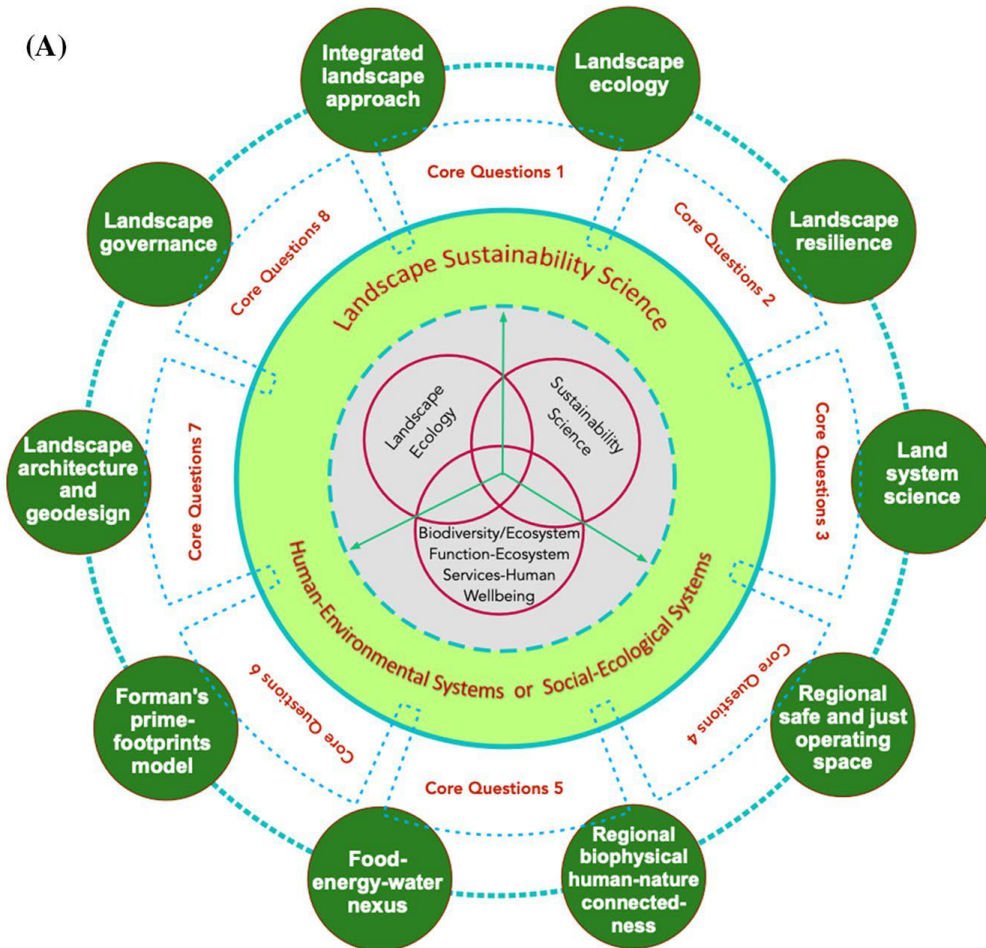 (A)
Integrated
landscape
approach
Landscape
ecology
Landscape
governance
Core Questions 1
Core Questions 8
Core Questions 2
Landscape
resilience
Landscape Sustainability Science
Landscape
Ecology
Sustainability
Science
Landscape
architecture
and
geodesign
Core Questions 7
Core Questions 3
Land
system
science
Biodiversity/Ecosystem
Function-Ecosystem
Services-Human
Wellbeing
Human-Environmental Systems or Social-Ecological Systems
Forman's
prime-
footprints
model
Core Questions 6
Core Questions 4
Regional
safe and just
operating
space
Core Questions 5
Food-
energy-water
nexus
Regional
biophysical
human-nature
connected-
ness